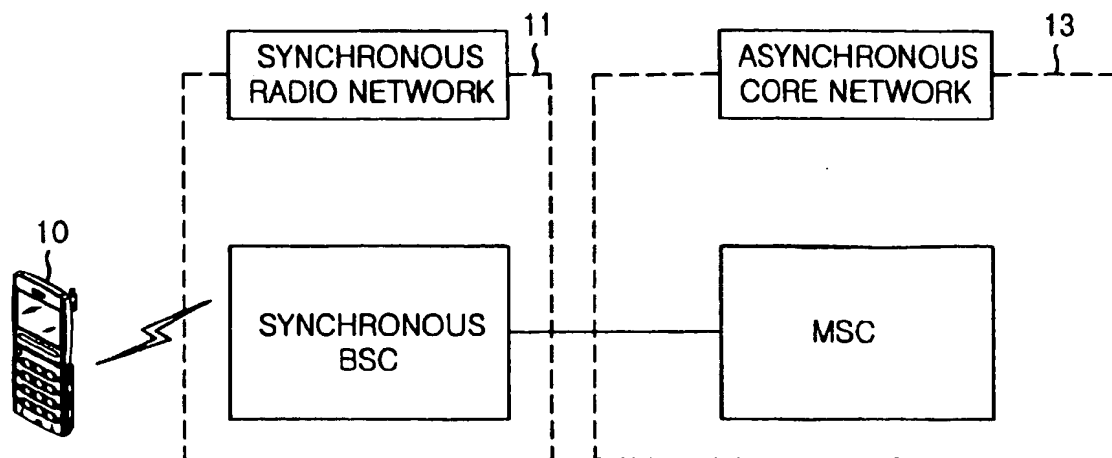 11
13
SYNCHRONOUS
RADIO NETWORK
ASYNCHRONOUS
CORE NETWORK
10
SYNCHRONOUS
BSC
MSC